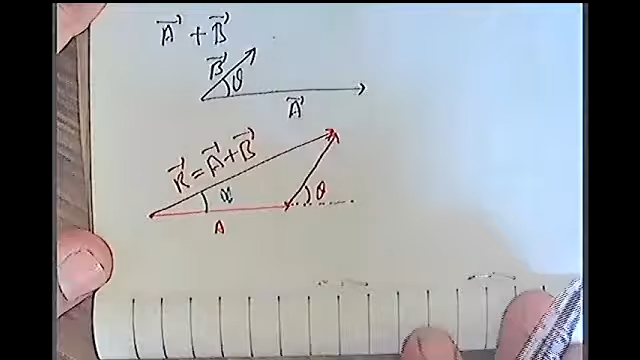 A⃗ + B⃗
B⃗
θ
A⃗
R⃗ = A⃗ + B⃗
α
θ
A